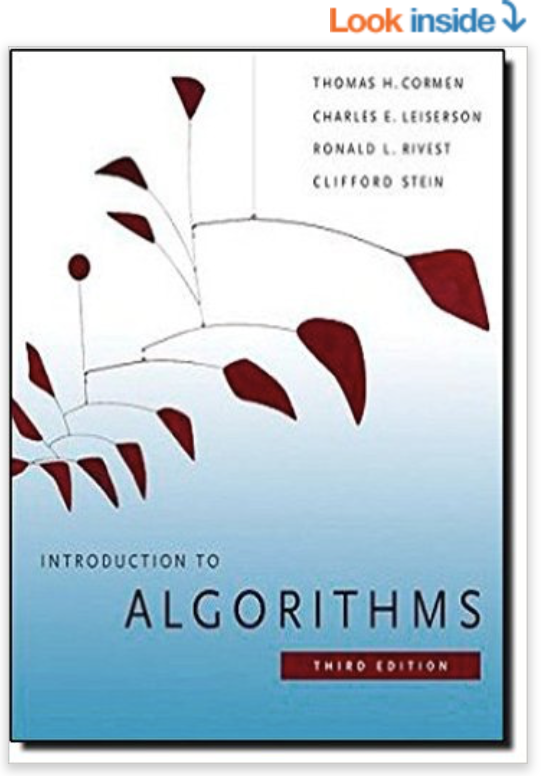 Look inside
THOMAS H. CORMEN
CHARLES E. LEISERSON
RONALD L. RIVEST
CLIFFORD STEIN
INTRODUCTION TO
ALGORITHMS
THIRD EDITION